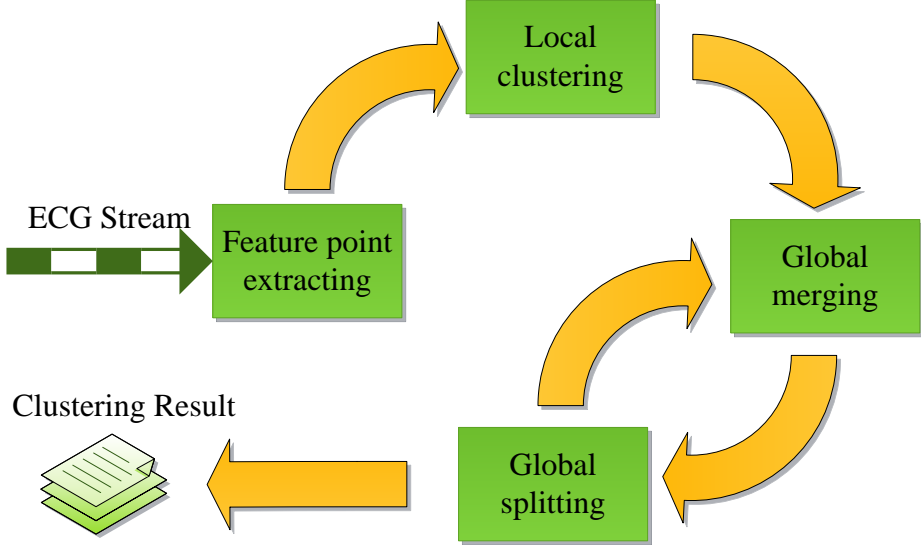 Local
clustering
ECG Stream
Feature point
extracting
Global
merging
Clustering Result
Global
splitting